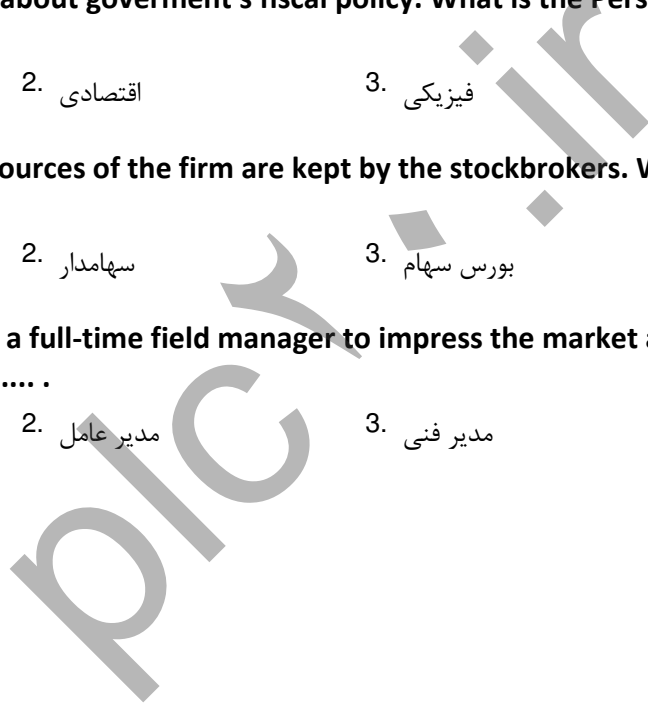 about goverment's fiscal policy. What is the Pers
2. اقتصادی 3. فیزیکی
ources of the firm are kept by the stockbrokers. W
2. سهامدار 3. بورس سهام
a full-time field manager to impress the market a
.... .
2. مدیر عامل 3. مدیر فنی
plc20.ir